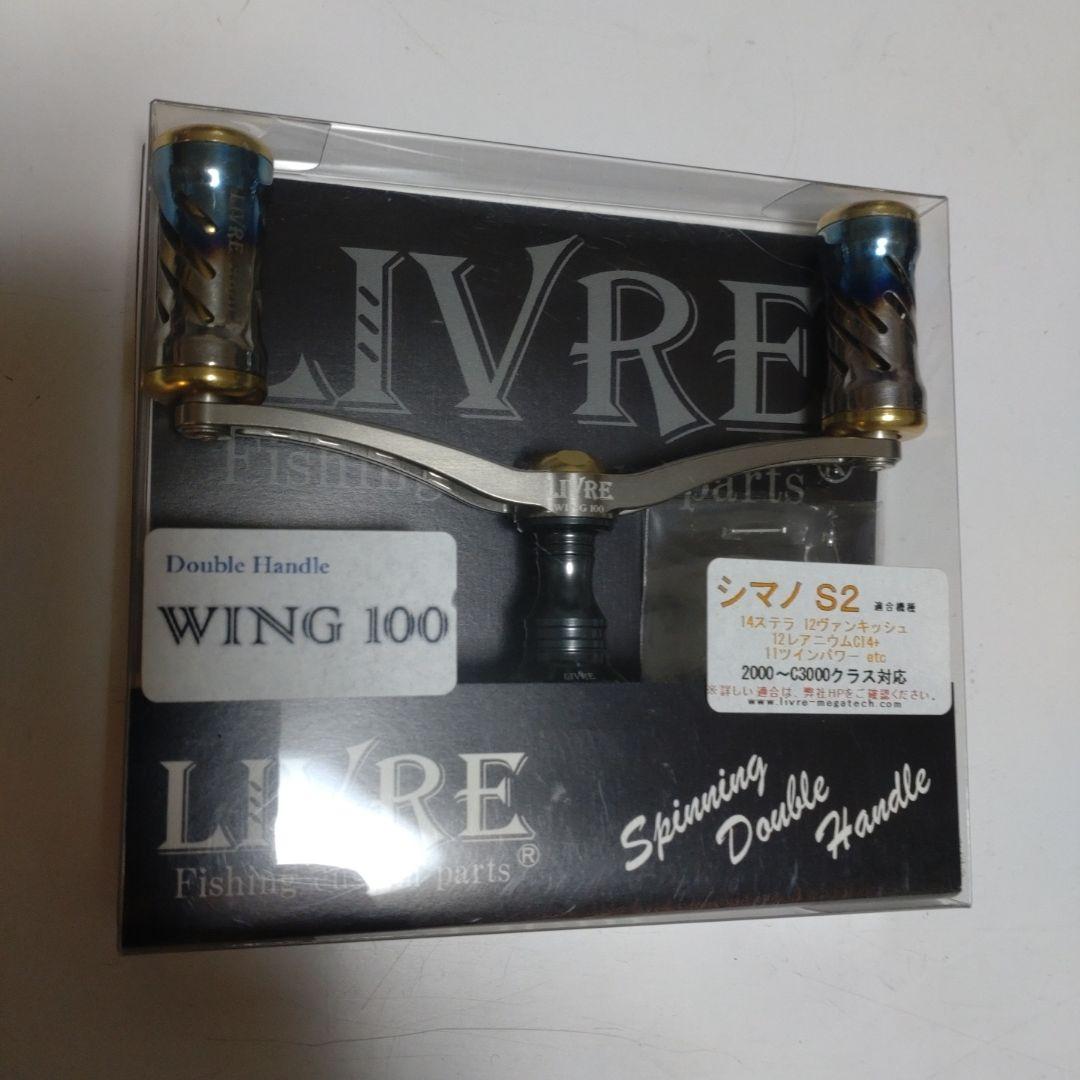 LIVRE
LIVRE
Fishing parts®
LIVRE
WING 100
LIVRE
Double Handle
WING 100
シマノ S2 適合機種
14ステラ 12ヴァンキッシュ
12レアニウムCI4+
11ツインパワー etc
2000〜C3000クラス対応
※詳しい適合は、弊社HPをご確認ください。
www.livre-megatech.com
LIVRE®
Fishing custom parts
Spinning
Double
Handle